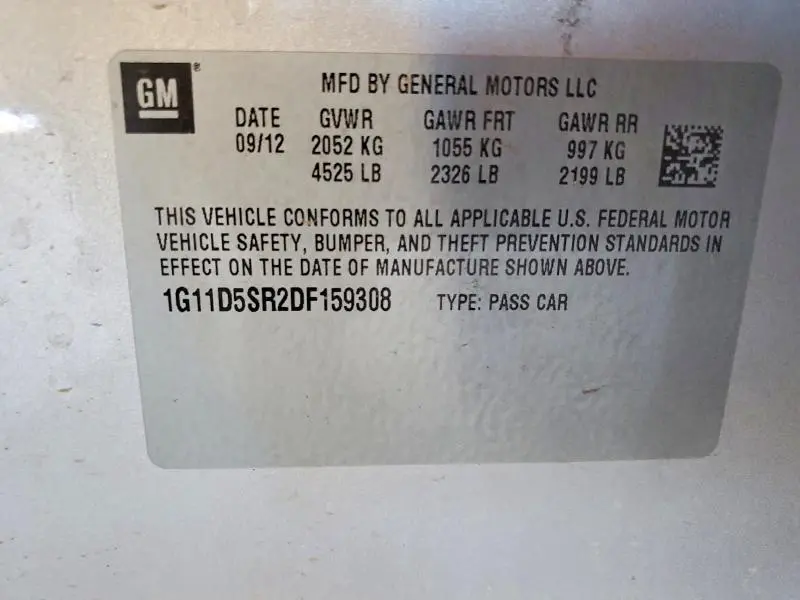 GM®
MFD BY GENERAL MOTORS LLC
DATE GVWR GAWR FRT GAWR RR
09/12 2052 KG 1055 KG 997 KG
4525 LB 2326 LB 2199 LB
THIS VEHICLE CONFORMS TO ALL APPLICABLE U.S. FEDERAL MOTOR
VEHICLE SAFETY, BUMPER, AND THEFT PREVENTION STANDARDS IN
EFFECT ON THE DATE OF MANUFACTURE SHOWN ABOVE.
1G11D5SR2DF159308 TYPE: PASS CAR